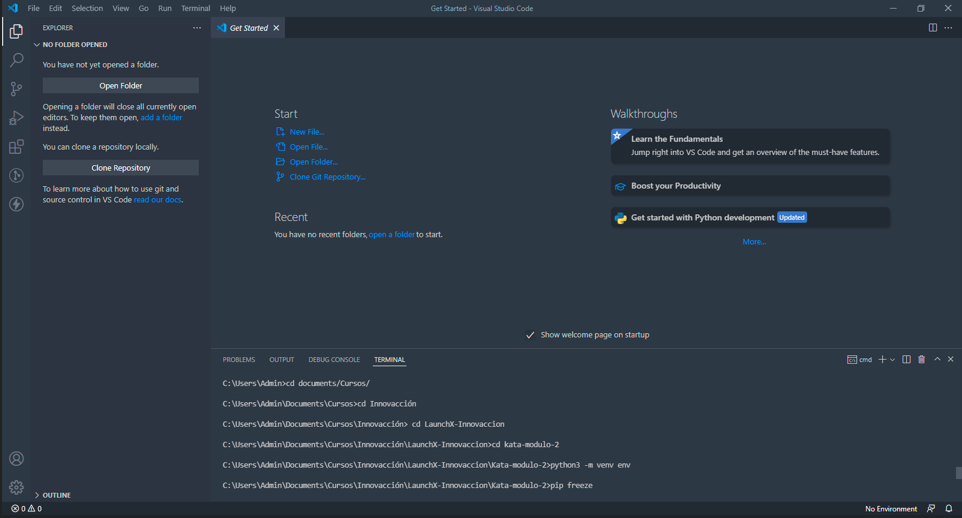 File Edit Selection View Go Run Terminal Help
Get Started - Visual Studio Code
EXPLORER
NO FOLDER OPENED
You have not yet opened a folder.
Open Folder
Opening a folder will close all currently open
editors. To keep them open, add a folder
instead.
You can clone a repository locally.
Clone Repository
To learn more about how to use git and
source control in VS Code read our docs.
OUTLINE
Get Started
Start
New File...
Open File...
Open Folder...
Clone Git Repository...
Recent
You have no recent folders, open a folder to start.
Walkthroughs
Learn the Fundamentals
Jump right into VS Code and get an overview of the must-have features.
Boost your Productivity
Get started with Python development Updated
More...
Show welcome page on startup
PROBLEMS OUTPUT DEBUG CONSOLE TERMINAL
cmd
C:\Users\Admin>cd documents/Cursos/
C:\Users\Admin\Documents\Cursos>cd Innovacción
C:\Users\Admin\Documents\Cursos\Innovacción> cd LaunchX-Innovaccion
C:\Users\Admin\Documents\Cursos\Innovacción\LaunchX-Innovaccion>cd kata-modulo-2
C:\Users\Admin\Documents\Cursos\Innovacción\LaunchX-Innovaccion\Kata-modulo-2>python3 -m venv env
C:\Users\Admin\Documents\Cursos\Innovacción\LaunchX-Innovaccion\Kata-modulo-2>pip freeze
0 0
No Environment